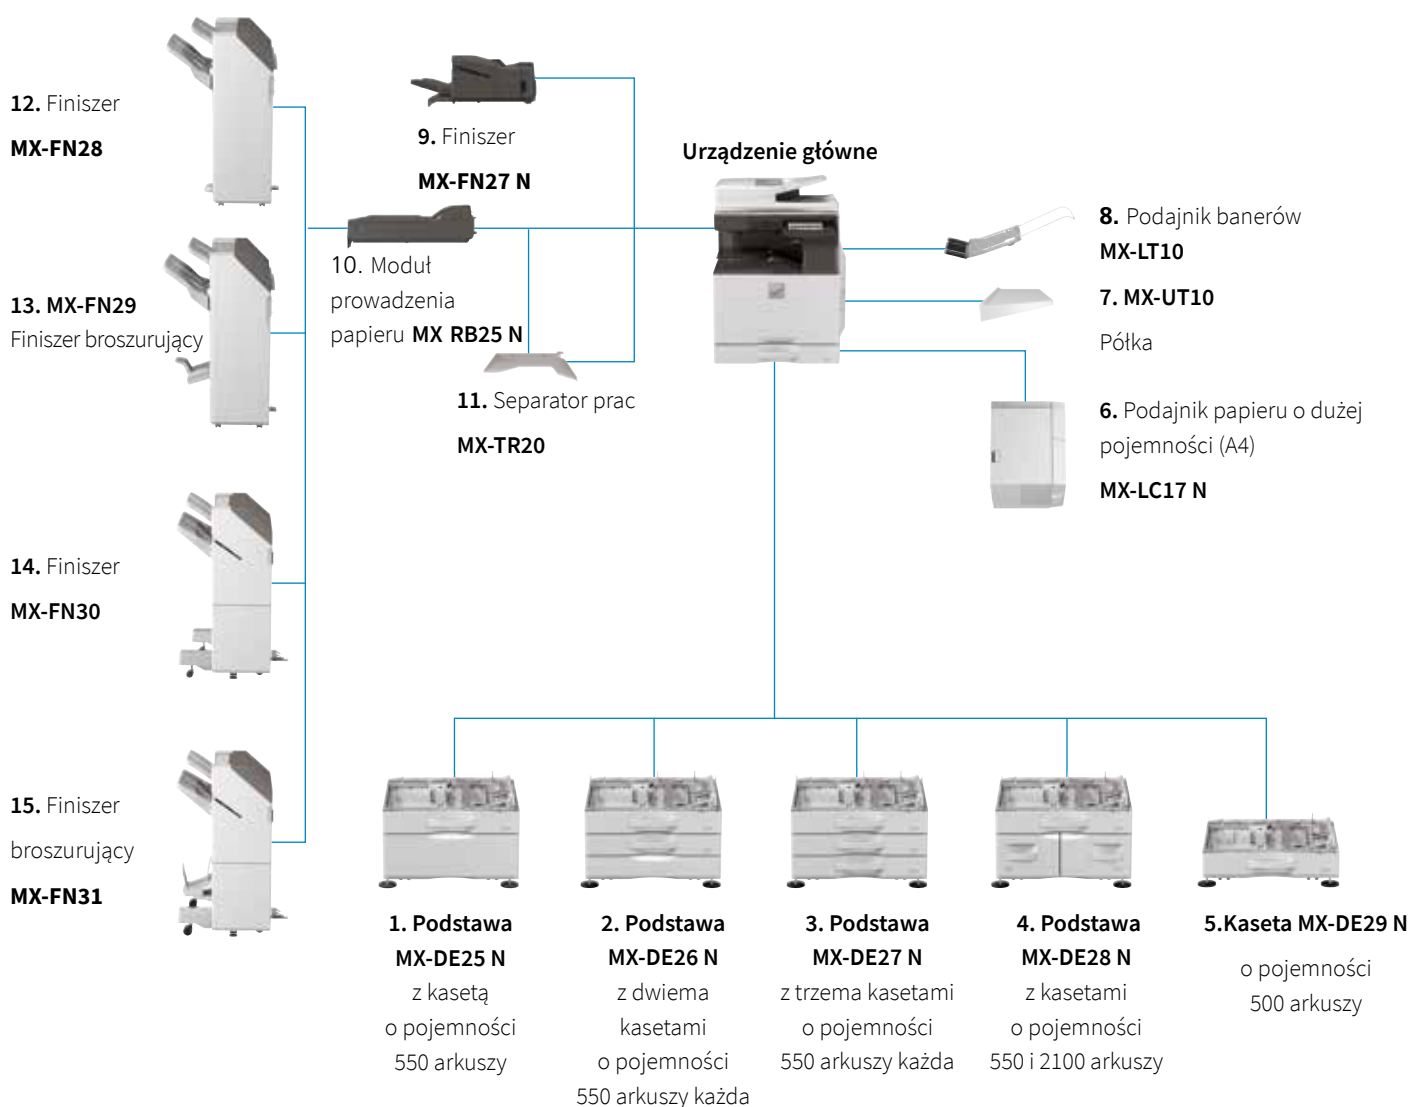 12. Finiszer
MX-FN28
9. Finiszer
MX-FN27 N
Urządzenie główne
8. Podajnik banerów
MX-LT10
7. MX-UT10
Półka
10. Moduł
prowadzenia
papieru MX RB25 N
13. MX-FN29
Finiszer broszurujący
11. Separator prac
MX-TR20
6. Podajnik papieru o dużej
pojemności (A4)
MX-LC17 N
14. Finiszer
MX-FN30
15. Finiszer
broszurujący
MX-FN31
1. Podstawa
MX-DE25 N
z kasetą
o pojemności
550 arkuszy
2. Podstawa
MX-DE26 N
z dwiema
kasetami
o pojemności
550 arkuszy każda
3. Podstawa
MX-DE27 N
z trzema kasetami
o pojemności
550 arkuszy każda
4. Podstawa
MX-DE28 N
z kasetami
o pojemności
550 i 2100 arkuszy
5.Kaseta MX-DE29 N
o pojemności
500 arkuszy